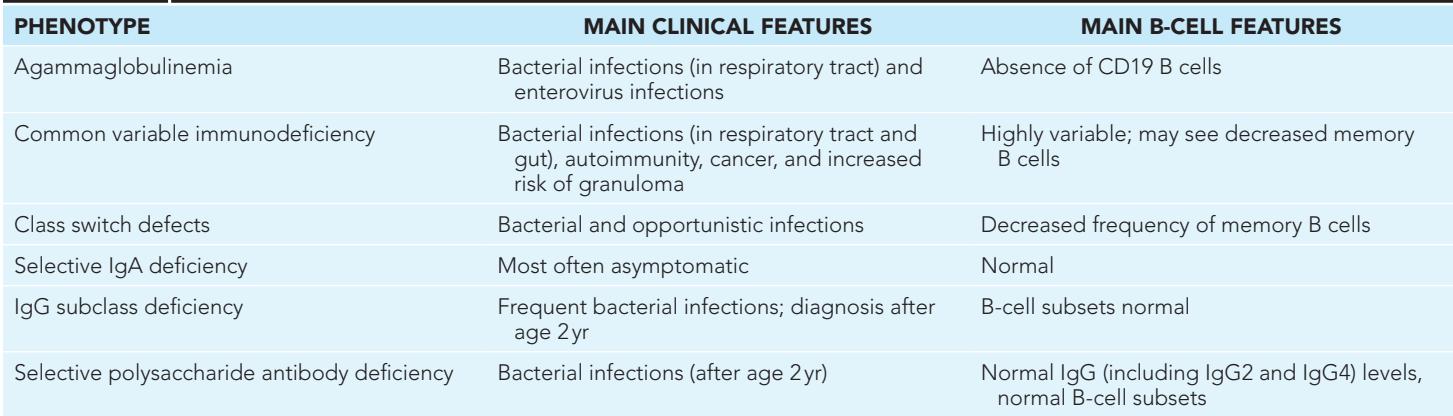 PHENOTYPE MAIN CLINICAL FEATURES MAIN B-CELL FEATURES
Agammaglobulinemia Bacterial infections (in respiratory tract) and Absence of CD19 B cells
enterovirus infections
Common variable immunodeficiency Bacterial infections (in respiratory tract and Highly variable; may see decreased memory
gut), autoimmunity, cancer, and increased B cells
risk of granuloma
Class switch defects Bacterial and opportunistic infections Decreased frequency of memory B cells
Selective IgA deficiency Most often asymptomatic Normal
IgG subclass deficiency Frequent bacterial infections; diagnosis after B-cell subsets normal
age 2 yr
Selective polysaccharide antibody deficiency Bacterial infections (after age 2 yr) Normal IgG (including IgG2 and IgG4) levels,
normal B-cell subsets